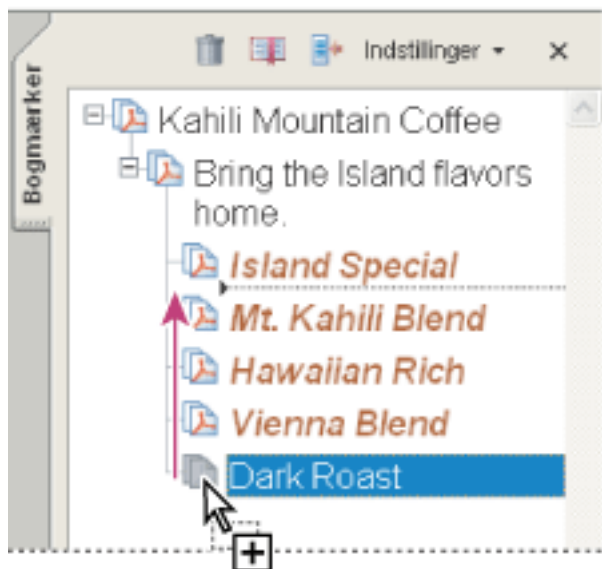 Indstillinger
Bogmærker
Kahili Mountain Coffee
Bring the Island flavors
home.
Island Special
Mt. Kahili Blend
Hawaiian Rich
Vienna Blend
Dark Roast